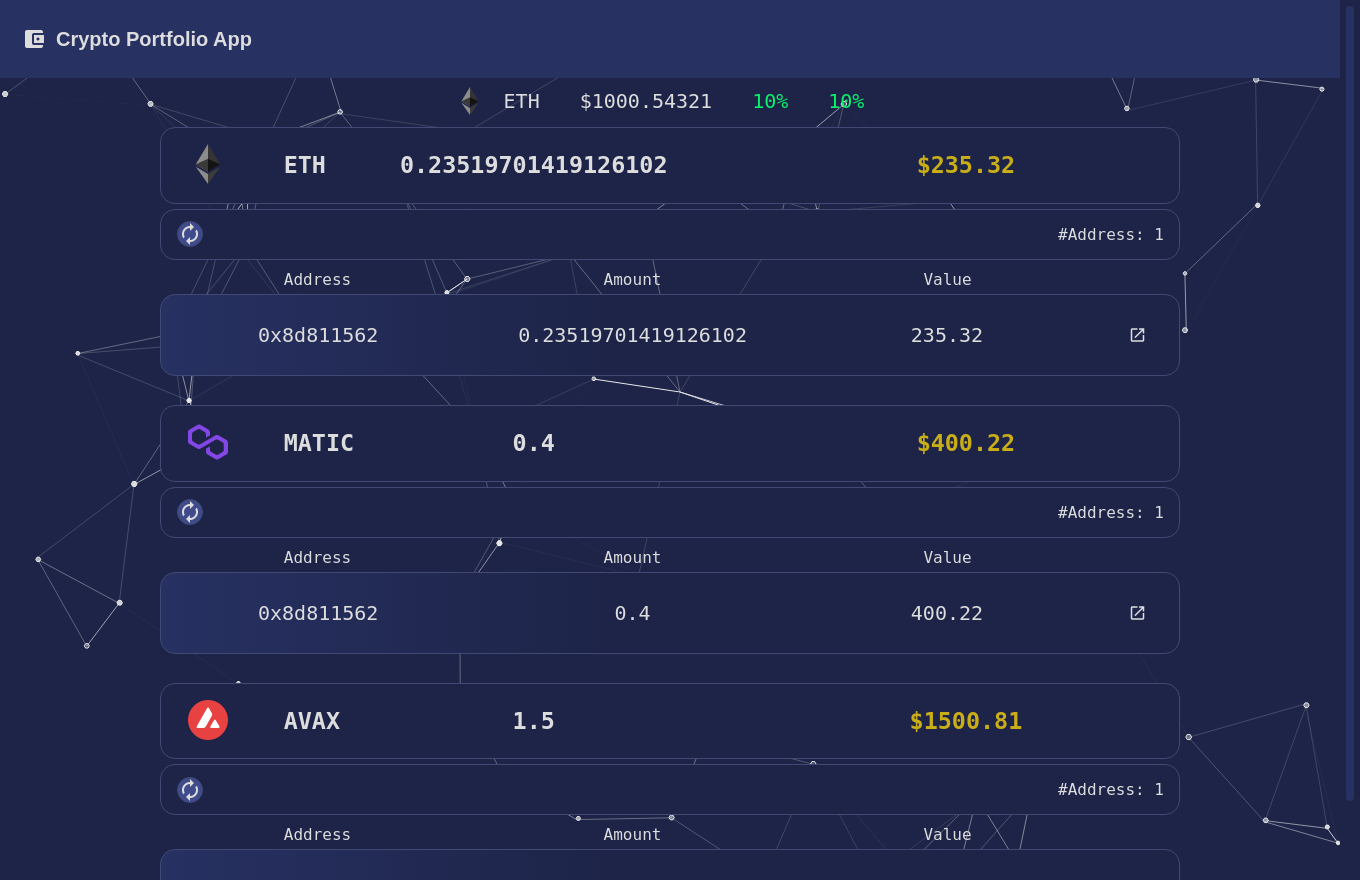 Crypto Portfolio App
ETH $1000.54321 10% 10%
ETH 0.23519701419126102 $235.32
#Address: 1
Address Amount Value
0x8d811562 0.23519701419126102 235.32
MATIC 0.4 $400.22
#Address: 1
Address Amount Value
0x8d811562 0.4 400.22
AVAX 1.5 $1500.81
#Address: 1
Address Amount Value